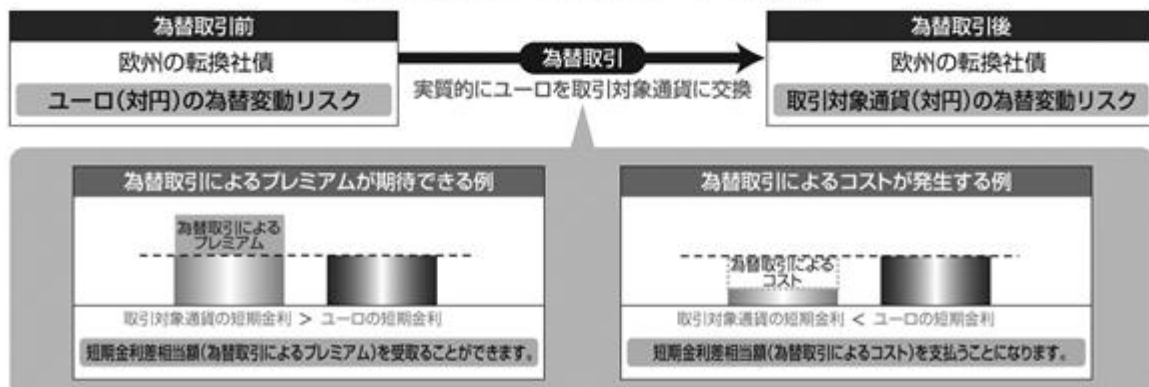 為替取引前
欧州の転換社債
ユーロ(対円)の為替変動リスク
為替取引
実質的にユーロを取引対象通貨に交換
為替取引後
欧州の転換社債
取引対象通貨(対円)の為替変動リスク
為替取引によるプレミアムが期待できる例
為替取引による
プレミアム
取引対象通貨の短期金利 > ユーロの短期金利
短期金利差相当額(為替取引によるプレミアム)を受取ることができます。
為替取引によるコストが発生する例
為替取引による
コスト
取引対象通貨の短期金利 < ユーロの短期金利
短期金利差相当額(為替取引によるコスト)を支払うことになります。